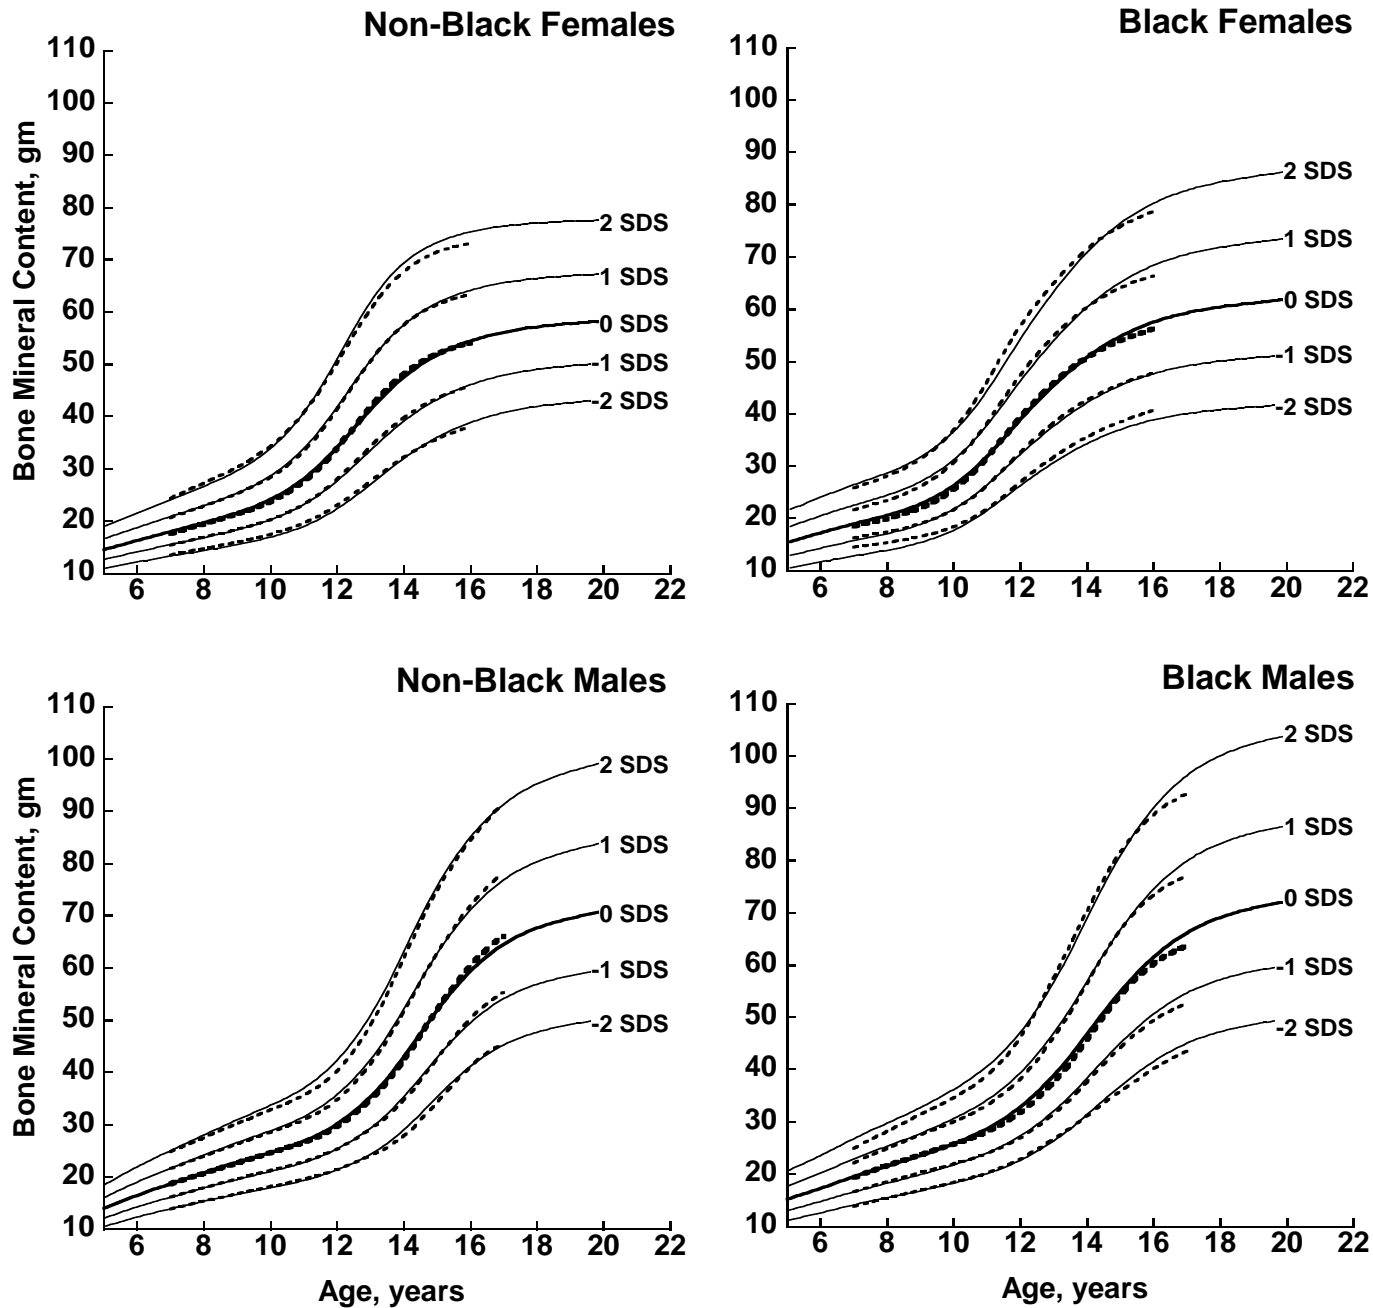 Non-Black Females
Black Females
Bone Mineral Content, gm
110
100
90
80
70
60
50
40
30
20
10
2 SDS
1 SDS
0 SDS
-1 SDS
-2 SDS
6 8 10 12 14 16 18 20 22
110
100
90
80
70
60
50
40
30
20
10
2 SDS
1 SDS
0 SDS
-1 SDS
-2 SDS
6 8 10 12 14 16 18 20 22
Non-Black Males
Black Males
Bone Mineral Content, gm
110
100
90
80
70
60
50
40
30
20
10
2 SDS
1 SDS
0 SDS
-1 SDS
-2 SDS
6 8 10 12 14 16 18 20 22
Age, years
110
100
90
80
70
60
50
40
30
20
10
2 SDS
1 SDS
0 SDS
-1 SDS
-2 SDS
6 8 10 12 14 16 18 20 22
Age, years